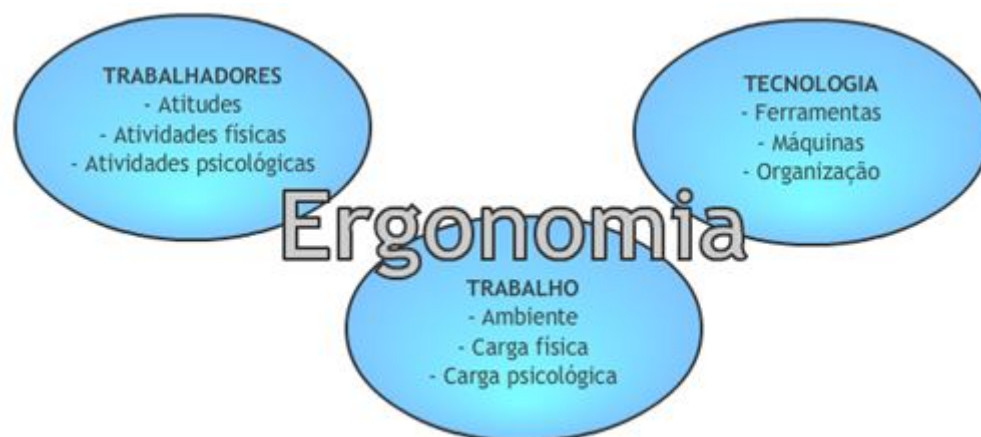 TRABALHADORES
- Atitudes
- Atividades físicas
- Atividades psicológicas
TECNOLOGIA
- Ferramentas
- Máquinas
- Organização
Ergonomia
TRABALHO
- Ambiente
- Carga física
- Carga psicológica